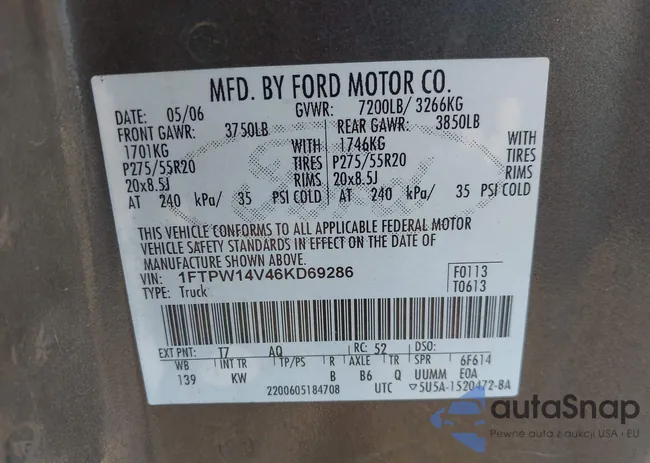 MFD. BY FORD MOTOR CO.
DATE: 05/06 GVWR: 7200LB/ 3266KG
FRONT GAWR: 3750LB REAR GAWR: 3850LB
1701KG WITH 1746KG WITH
P275/55R20 TIRES P275/55R20 TIRES
20x8.5J RIMS 20x8.5J RIMS
AT 240 kPa/ 35 PSI COLD AT 240 kPa/ 35 PSI COLD
THIS VEHICLE CONFORMS TO ALL APPLICABLE FEDERAL MOTOR
VEHICLE SAFETY STANDARDS IN EFFECT ON THE DATE OF
MANUFACTURE SHOWN ABOVE.
VIN: 1FTPW14V46KD69286 F0113
TYPE: Truck T0613
EXT PNT: T7 AQ RC: 52 DSO:
WB INT TR TP/PS R AXLE TR SPR 6F614
139 KW B B6 Q UUMM E0A
2200605184708 UTC ▽5U5A-1520472-BA
Ford
autaSnap
Pewne auta z aukcji USA i EU